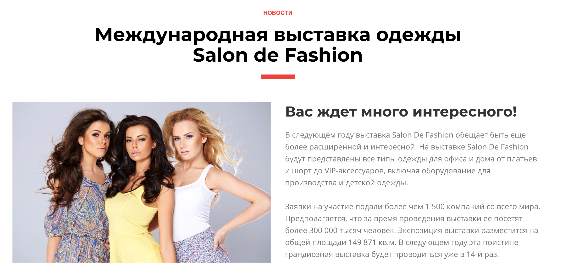 НОВОСТИ
Международная выставка одежды
Salon de Fashion
Вас ждет много интересного!
В следующем году выставка Salon De Fashion обещает быть еще
более расширенной и интересной. На выставке Salon De Fashion
будут представлены все типы одежды для офиса и дома от платьев
и шорт до VIP-аксессуаров, включая оборудование для
производства и детской одежды.
Заявки на участие подали более чем 1 500 компаний со всего мира.
Предполагается, что за время проведения выставки ее посетят
более 300 000 тысяч человек. Экспозиция выставки разместится на
общей площади 149 871 кв.м. В следующем году эта поистине
грандиозная выставка будет проводиться уже в 14-й раз.